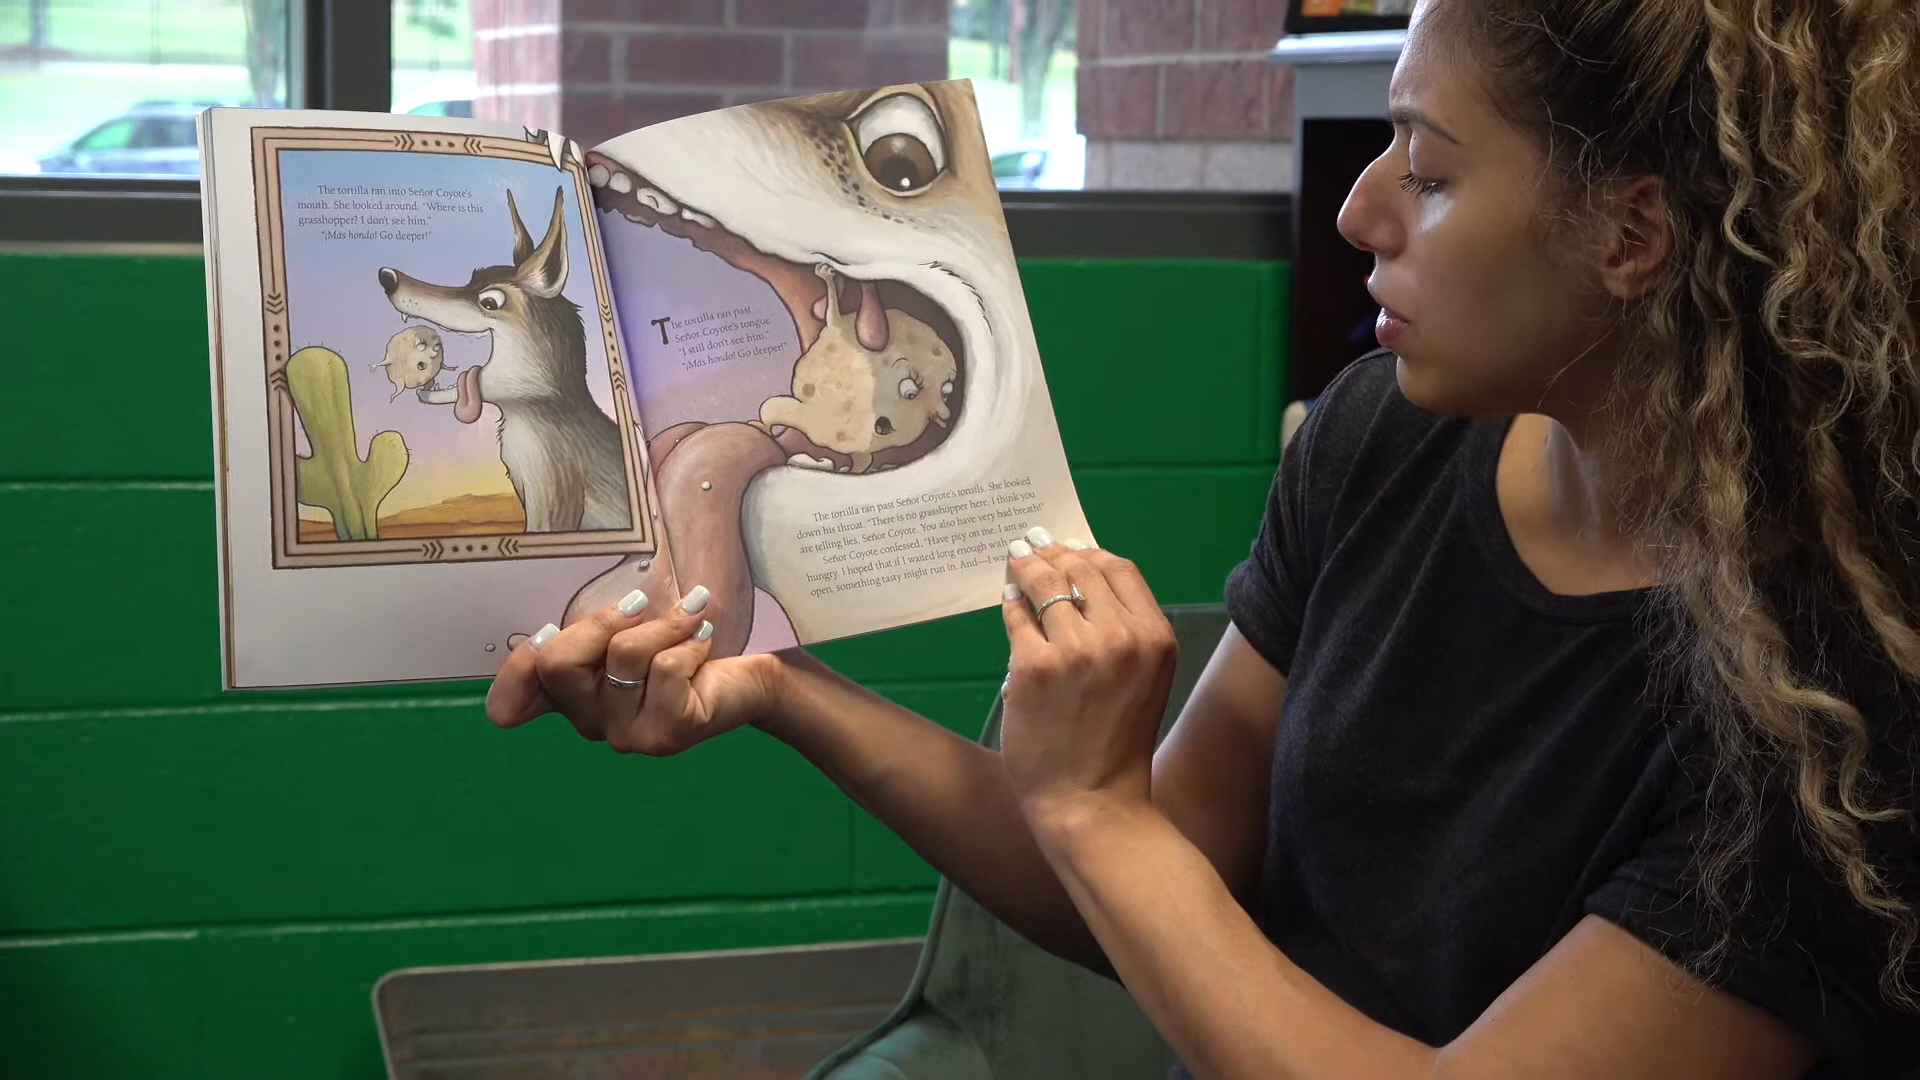 The tortilla ran into Señor Coyote's
mouth. She looked around. "Where is this
grasshopper? I don't see him."
"¡Más hondo! Go deeper!"
The tortilla ran past
Señor Coyote's tongue.
"I still don't see him."
"¡Más hondo! Go deeper!"
The tortilla ran past Señor Coyote's tonsils. She looked
down his throat. "There is no grasshopper here. I think you
are telling lies, Señor Coyote. You also have very bad breath!"
Señor Coyote confessed, "Have pity on me. I am so
hungry. I hoped that if I waited long enough with
open, something tasty might run in. And—I